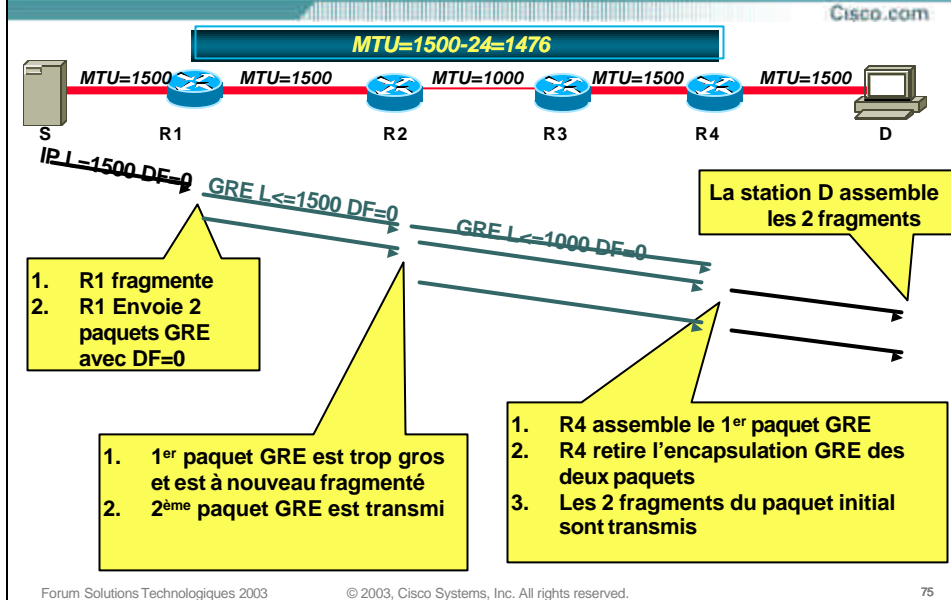 Cisco.com
MTU=1500-24=1476
MTU=1500 MTU=1500 MTU=1000 MTU=1500 MTU=1500
S R1 R2 R3 R4 D
IP L=1500 DF=0
GRE L<=1500 DF=0
GRE L<=1000 DF=0
La station D assemble
les 2 fragments
1. R1 fragmente
2. R1 Envoie 2
paquets GRE
avec DF=0
1. 1er paquet GRE est trop gros
et est à nouveau fragmenté
2. 2ème paquet GRE est transmi
1. R4 assemble le 1er paquet GRE
2. R4 retire l'encapsulation GRE des
deux paquets
3. Les 2 fragments du paquet initial
sont transmis
Forum Solutions Technologiques 2003 © 2003, Cisco Systems, Inc. All rights reserved. 75